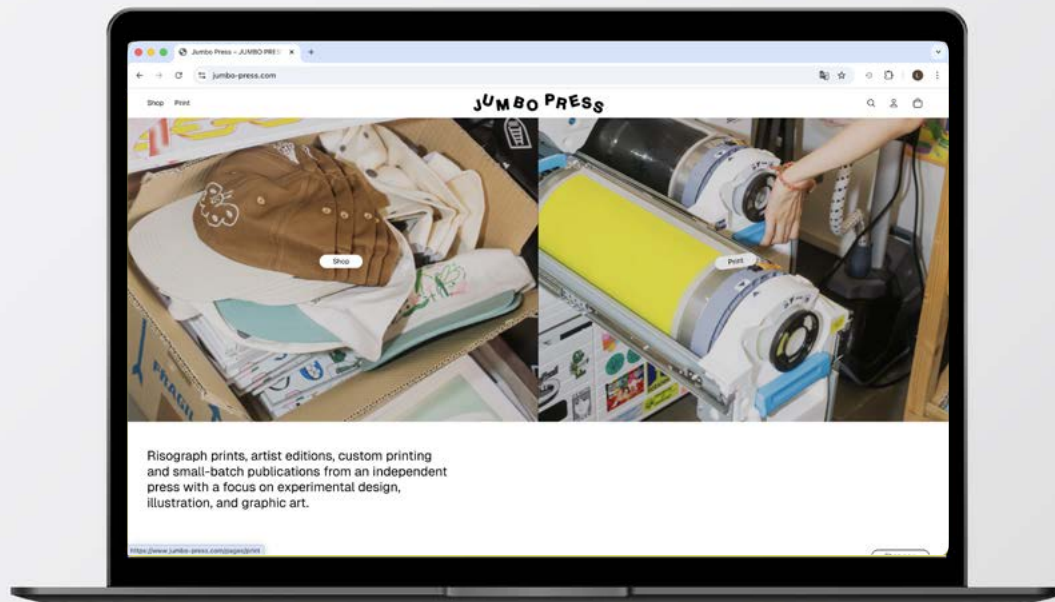 Jumbo Press – JUMBO PRE
jumbo-press.com
Shop Print
JUMBO PRESS
Shop
Print
FRAGIL
Risograph prints, artist editions, custom printing
and small-batch publications from an independent
press with a focus on experimental design,
illustration, and graphic art.
https://www.jumbo-press.com/pages/print